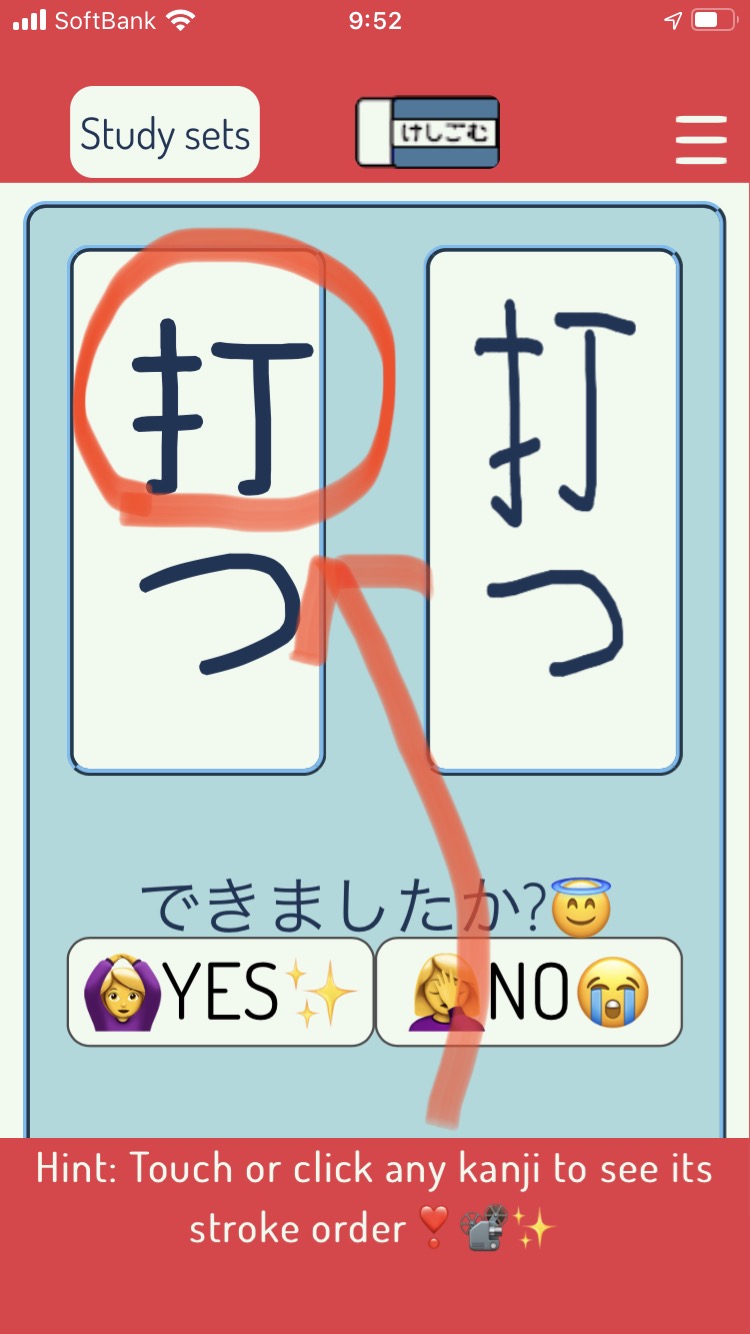 SoftBank 9:52
Study sets けしごむ
打つ 打つ
できましたか?😇
🙆‍♀️YES✨ 🤦‍♀️NO😭
Hint: Touch or click any kanji to see its
stroke order❣️📽️✨